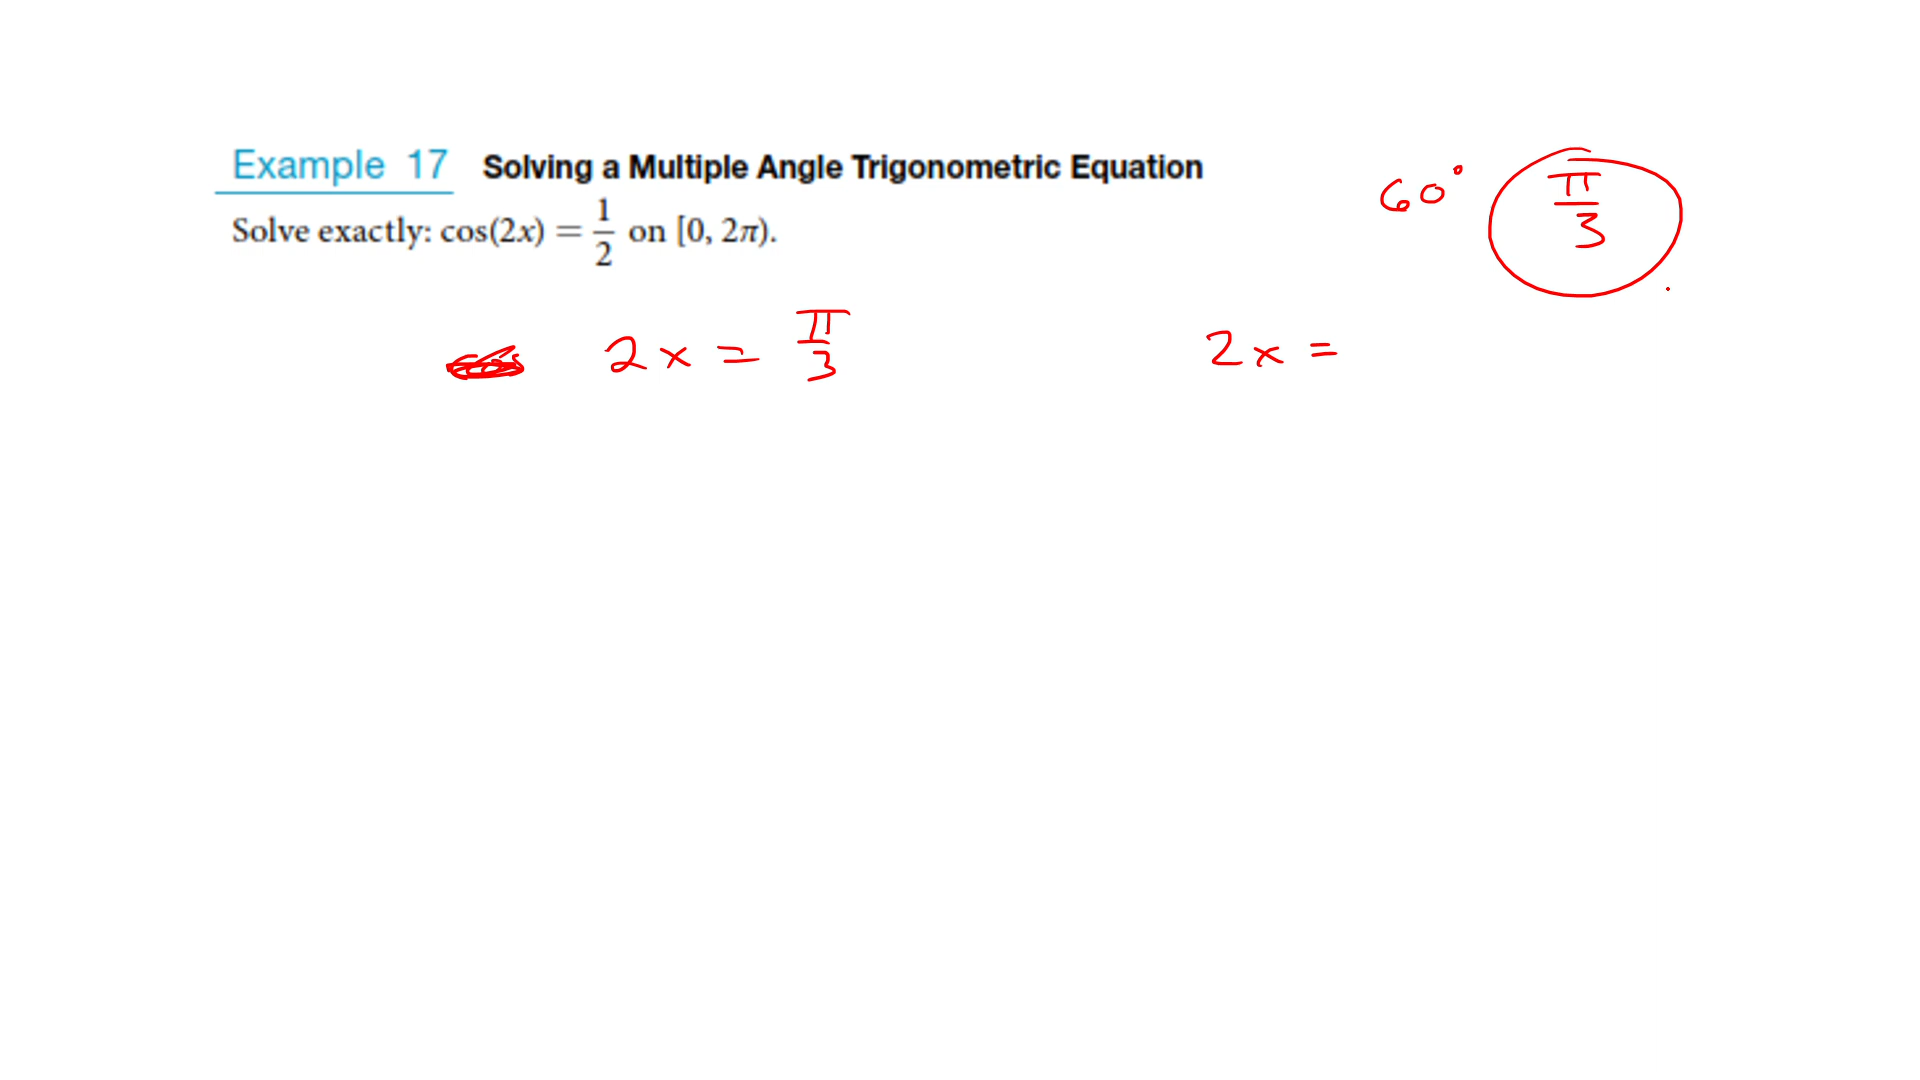 Example 17 Solving a Multiple Angle Trigonometric Equation
60° π/3
Solve exactly: cos(2x) = 1/2 on [0, 2π).
2x = π/3 2x =